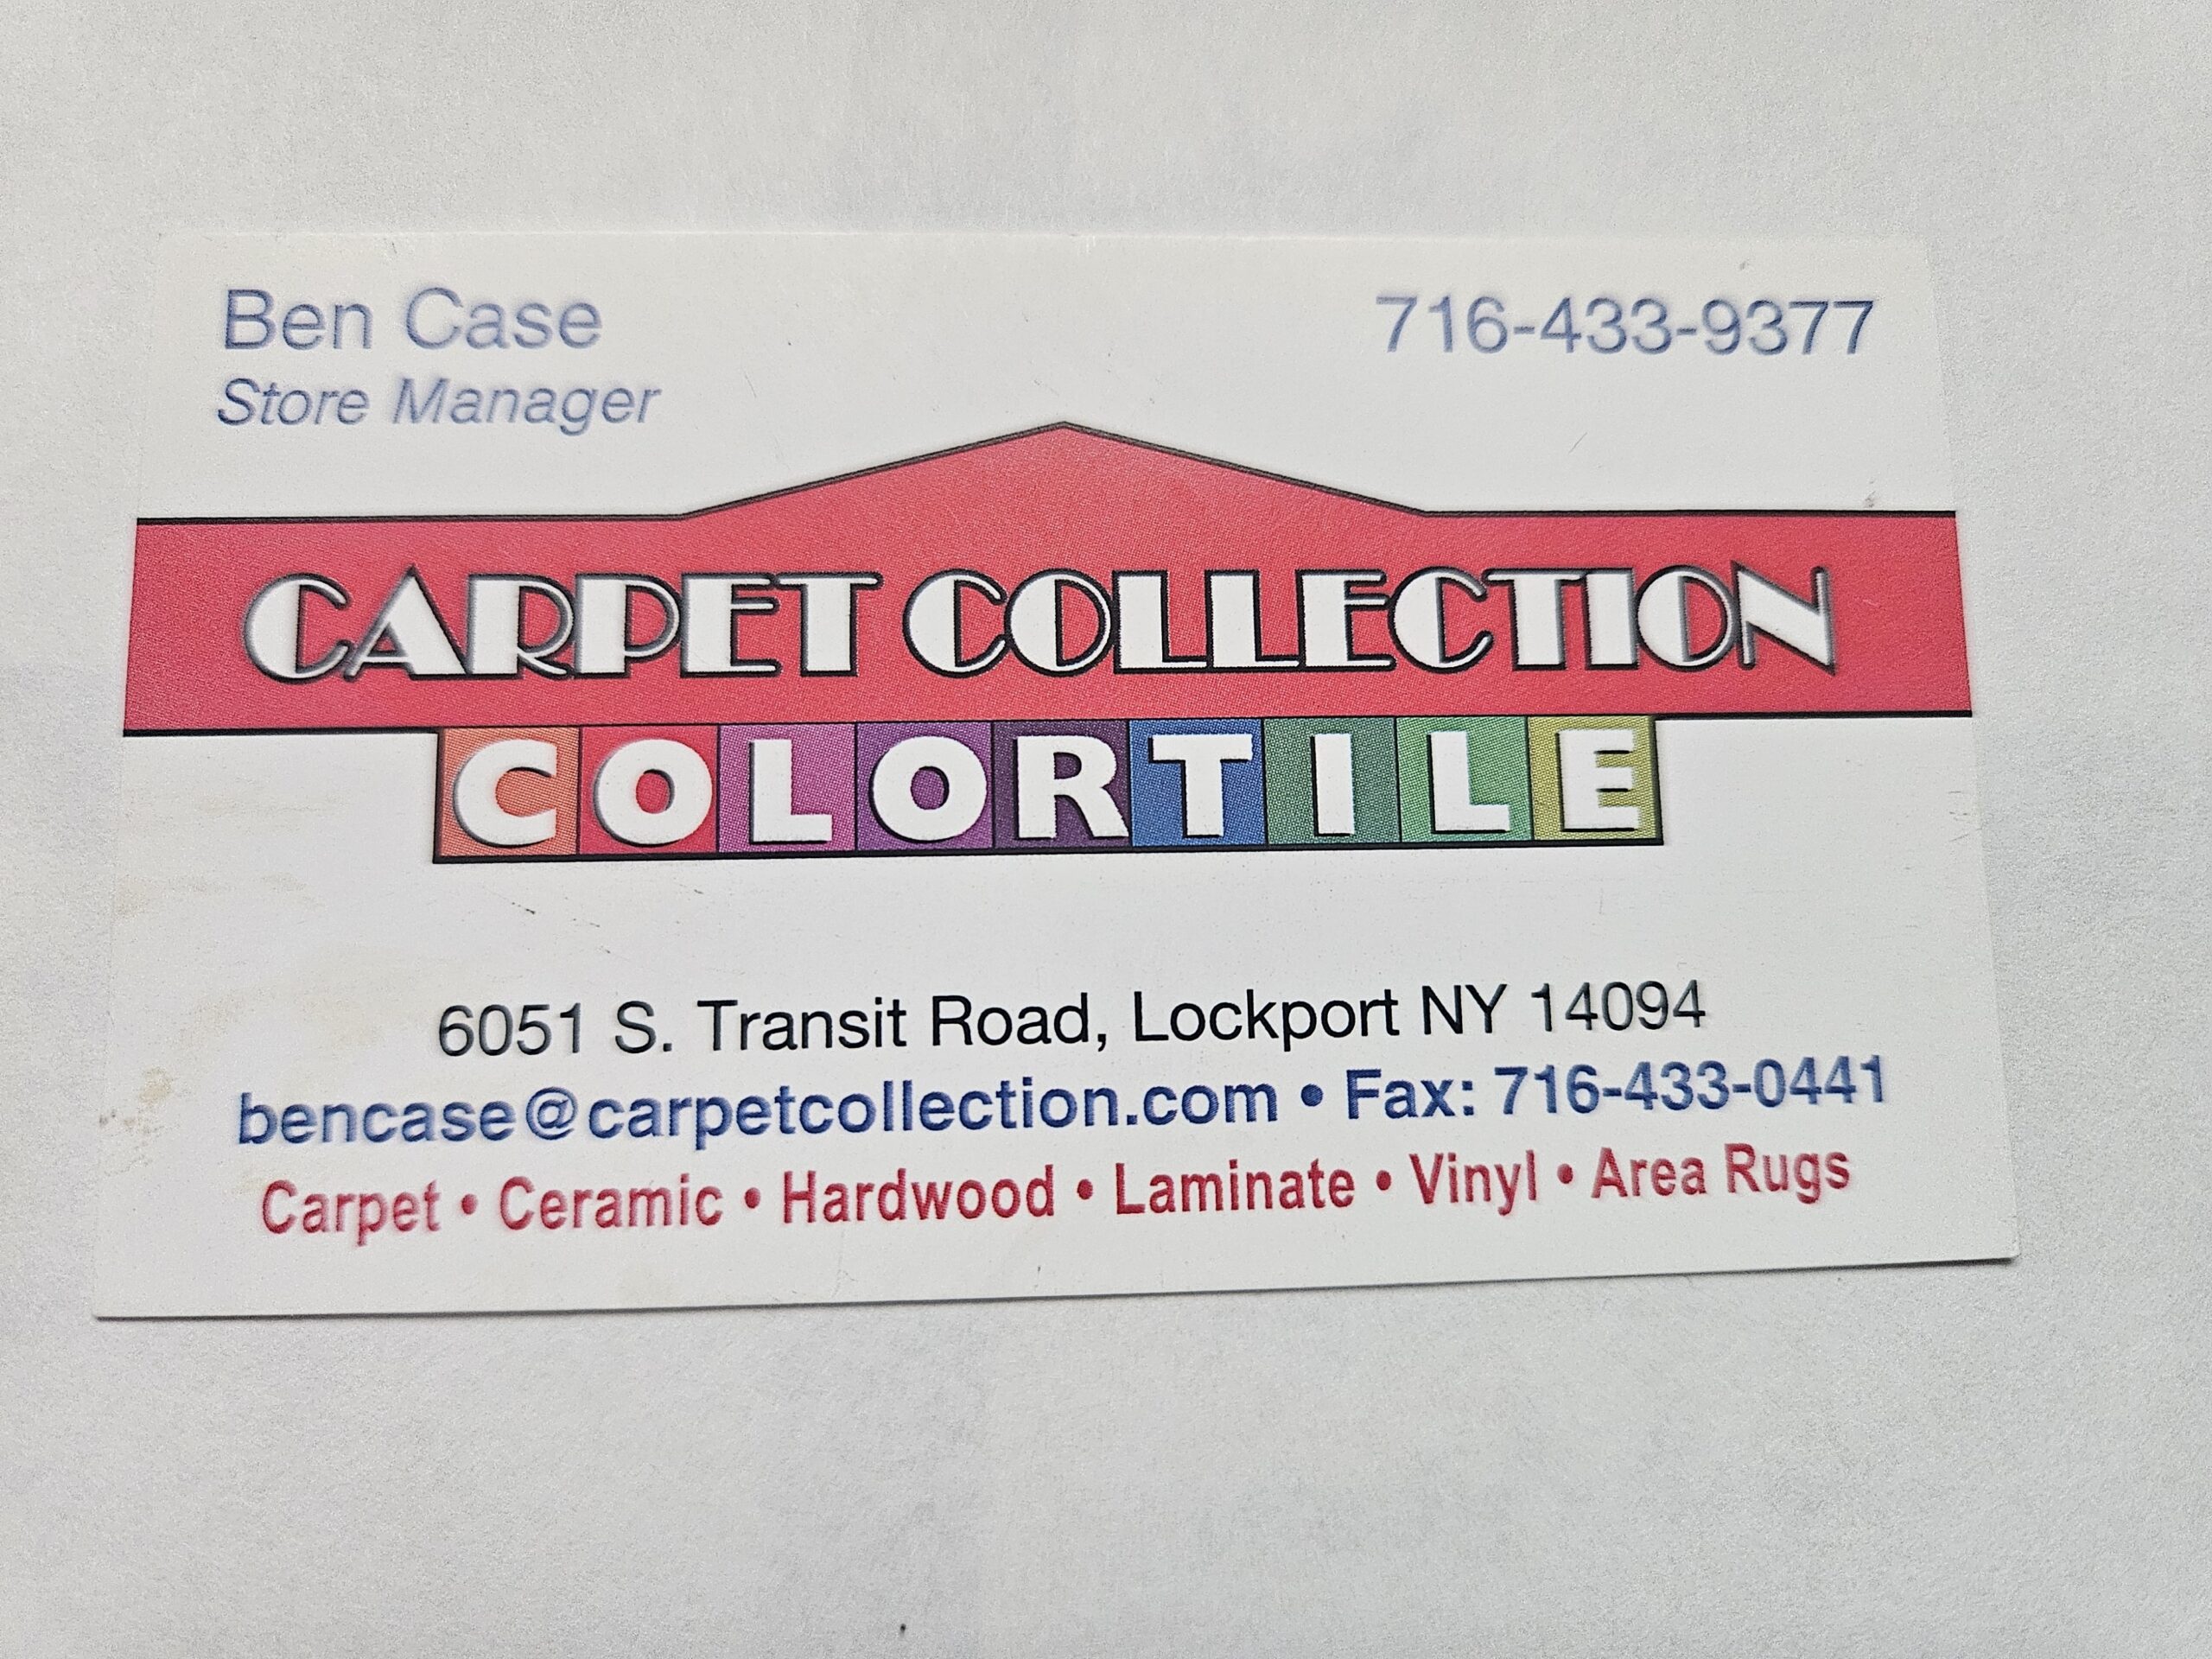 Ben Case
716-433-9377
Store Manager
CARPET COLLECTION
COLORTILE
6051 S. Transit Road, Lockport NY 14094
bencase@carpetcollection.com • Fax: 716-433-0441
Carpet • Ceramic • Hardwood • Laminate • Vinyl • Area Rugs